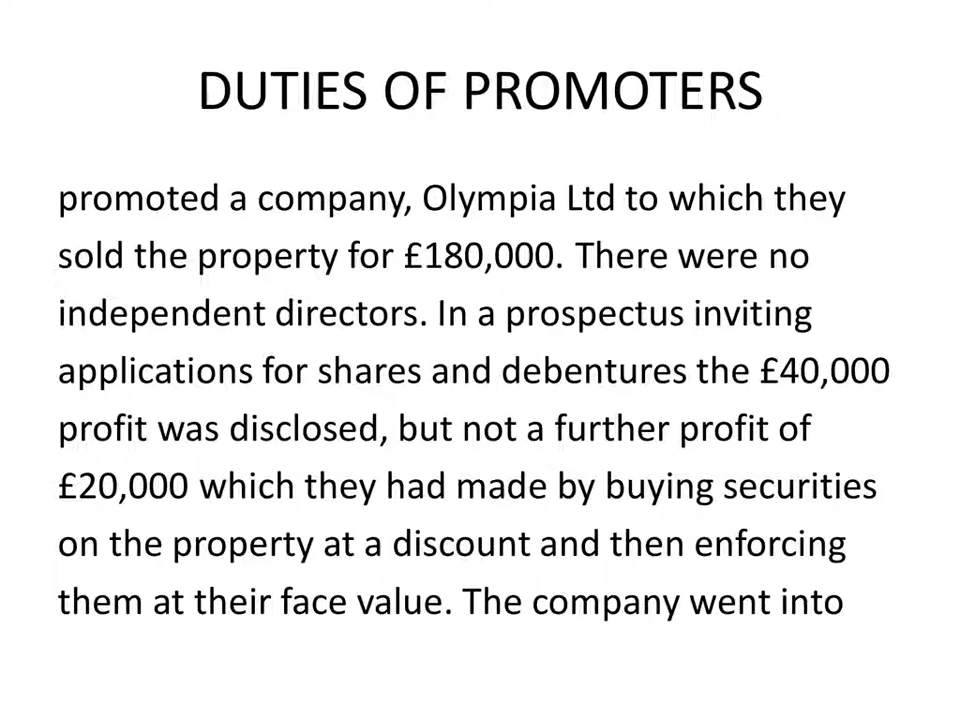 DUTIES OF PROMOTERS
promoted a company, Olympia Ltd to which they
sold the property for £180,000. There were no
independent directors. In a prospectus inviting
applications for shares and debentures the £40,000
profit was disclosed, but not a further profit of
£20,000 which they had made by buying securities
on the property at a discount and then enforcing
them at their face value. The company went into